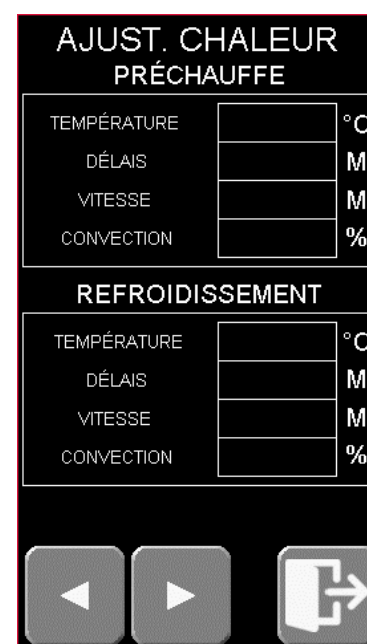 AJUST. CHALEUR
PRÉCHAUFFE
TEMPÉRATURE °C
DÉLAIS M
VITESSE M
CONVECTION %
REFROIDISSEMENT
TEMPÉRATURE °C
DÉLAIS M
VITESSE M
CONVECTION %